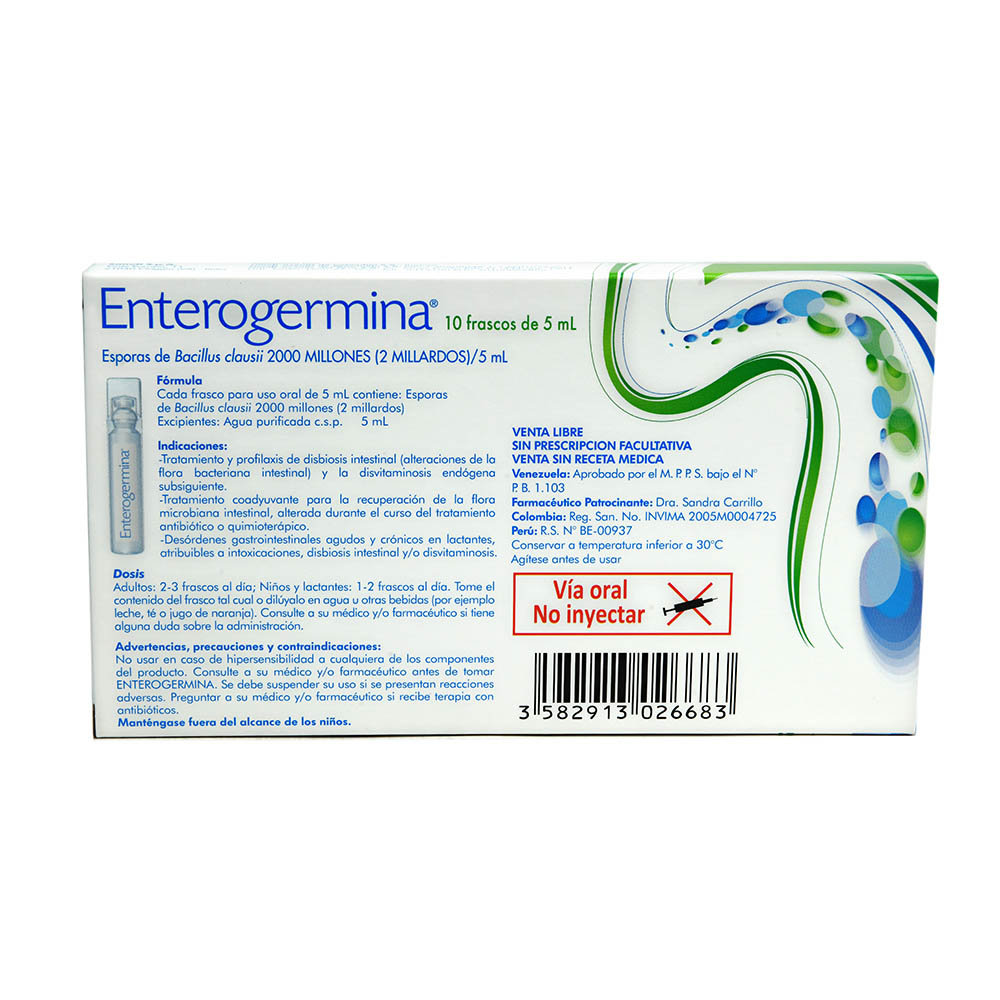 Enterogermina® 10 frascos de 5 mL
Esporas de Bacillus clausii 2000 MILLONES (2 MILLARDOS)/5 mL
Enterogermina
Fórmula
Cada frasco para uso oral de 5 mL contiene: Esporas
de Bacillus clausii 2000 millones (2 millardos)
Excipientes: Agua purificada c.s.p. 5 mL
Indicaciones:
-Tratamiento y profilaxis de disbiosis intestinal (alteraciones de la
flora bacteriana intestinal) y la disvitaminosis endógena
subsiguiente.
-Tratamiento coadyuvante para la recuperación de la flora
microbiana intestinal, alterada durante el curso del tratamiento
antibiótico o quimioterápico.
-Desórdenes gastrointestinales agudos y crónicos en lactantes,
atribuibles a intoxicaciones, disbiosis intestinal y/o disvitaminosis.
Dosis
Adultos: 2-3 frascos al día; Niños y lactantes: 1-2 frascos al día. Tome el
contenido del frasco tal cual o dilúyalo en agua u otras bebidas (por ejemplo
leche, té o jugo de naranja). Consulte a su médico y/o farmacéutico si tiene
alguna duda sobre la administración.
Advertencias, precauciones y contraindicaciones:
No usar en caso de hipersensibilidad a cualquiera de los componentes
del producto. Consulte a su médico y/o farmacéutico antes de tomar
ENTEROGERMINA. Se debe suspender su uso si se presentan reacciones
adversas. Preguntar a su médico y/o farmacéutico si recibe terapia con
antibióticos.
Manténgase fuera del alcance de los niños.
VENTA LIBRE
SIN PRESCRIPCION FACULTATIVA
VENTA SIN RECETA MEDICA
Venezuela: Aprobado por el M. P. P. S. bajo el N°
P. B. 1.103
Farmacéutico Patrocinante: Dra. Sandra Carrillo
Colombia: Reg. San. No. INVIMA 2005M0004725
Perú: R.S. N° BE-00937
Conservar a temperatura inferior a 30°C
Agítese antes de usar
Vía oral
No inyectar
3 582913 026683